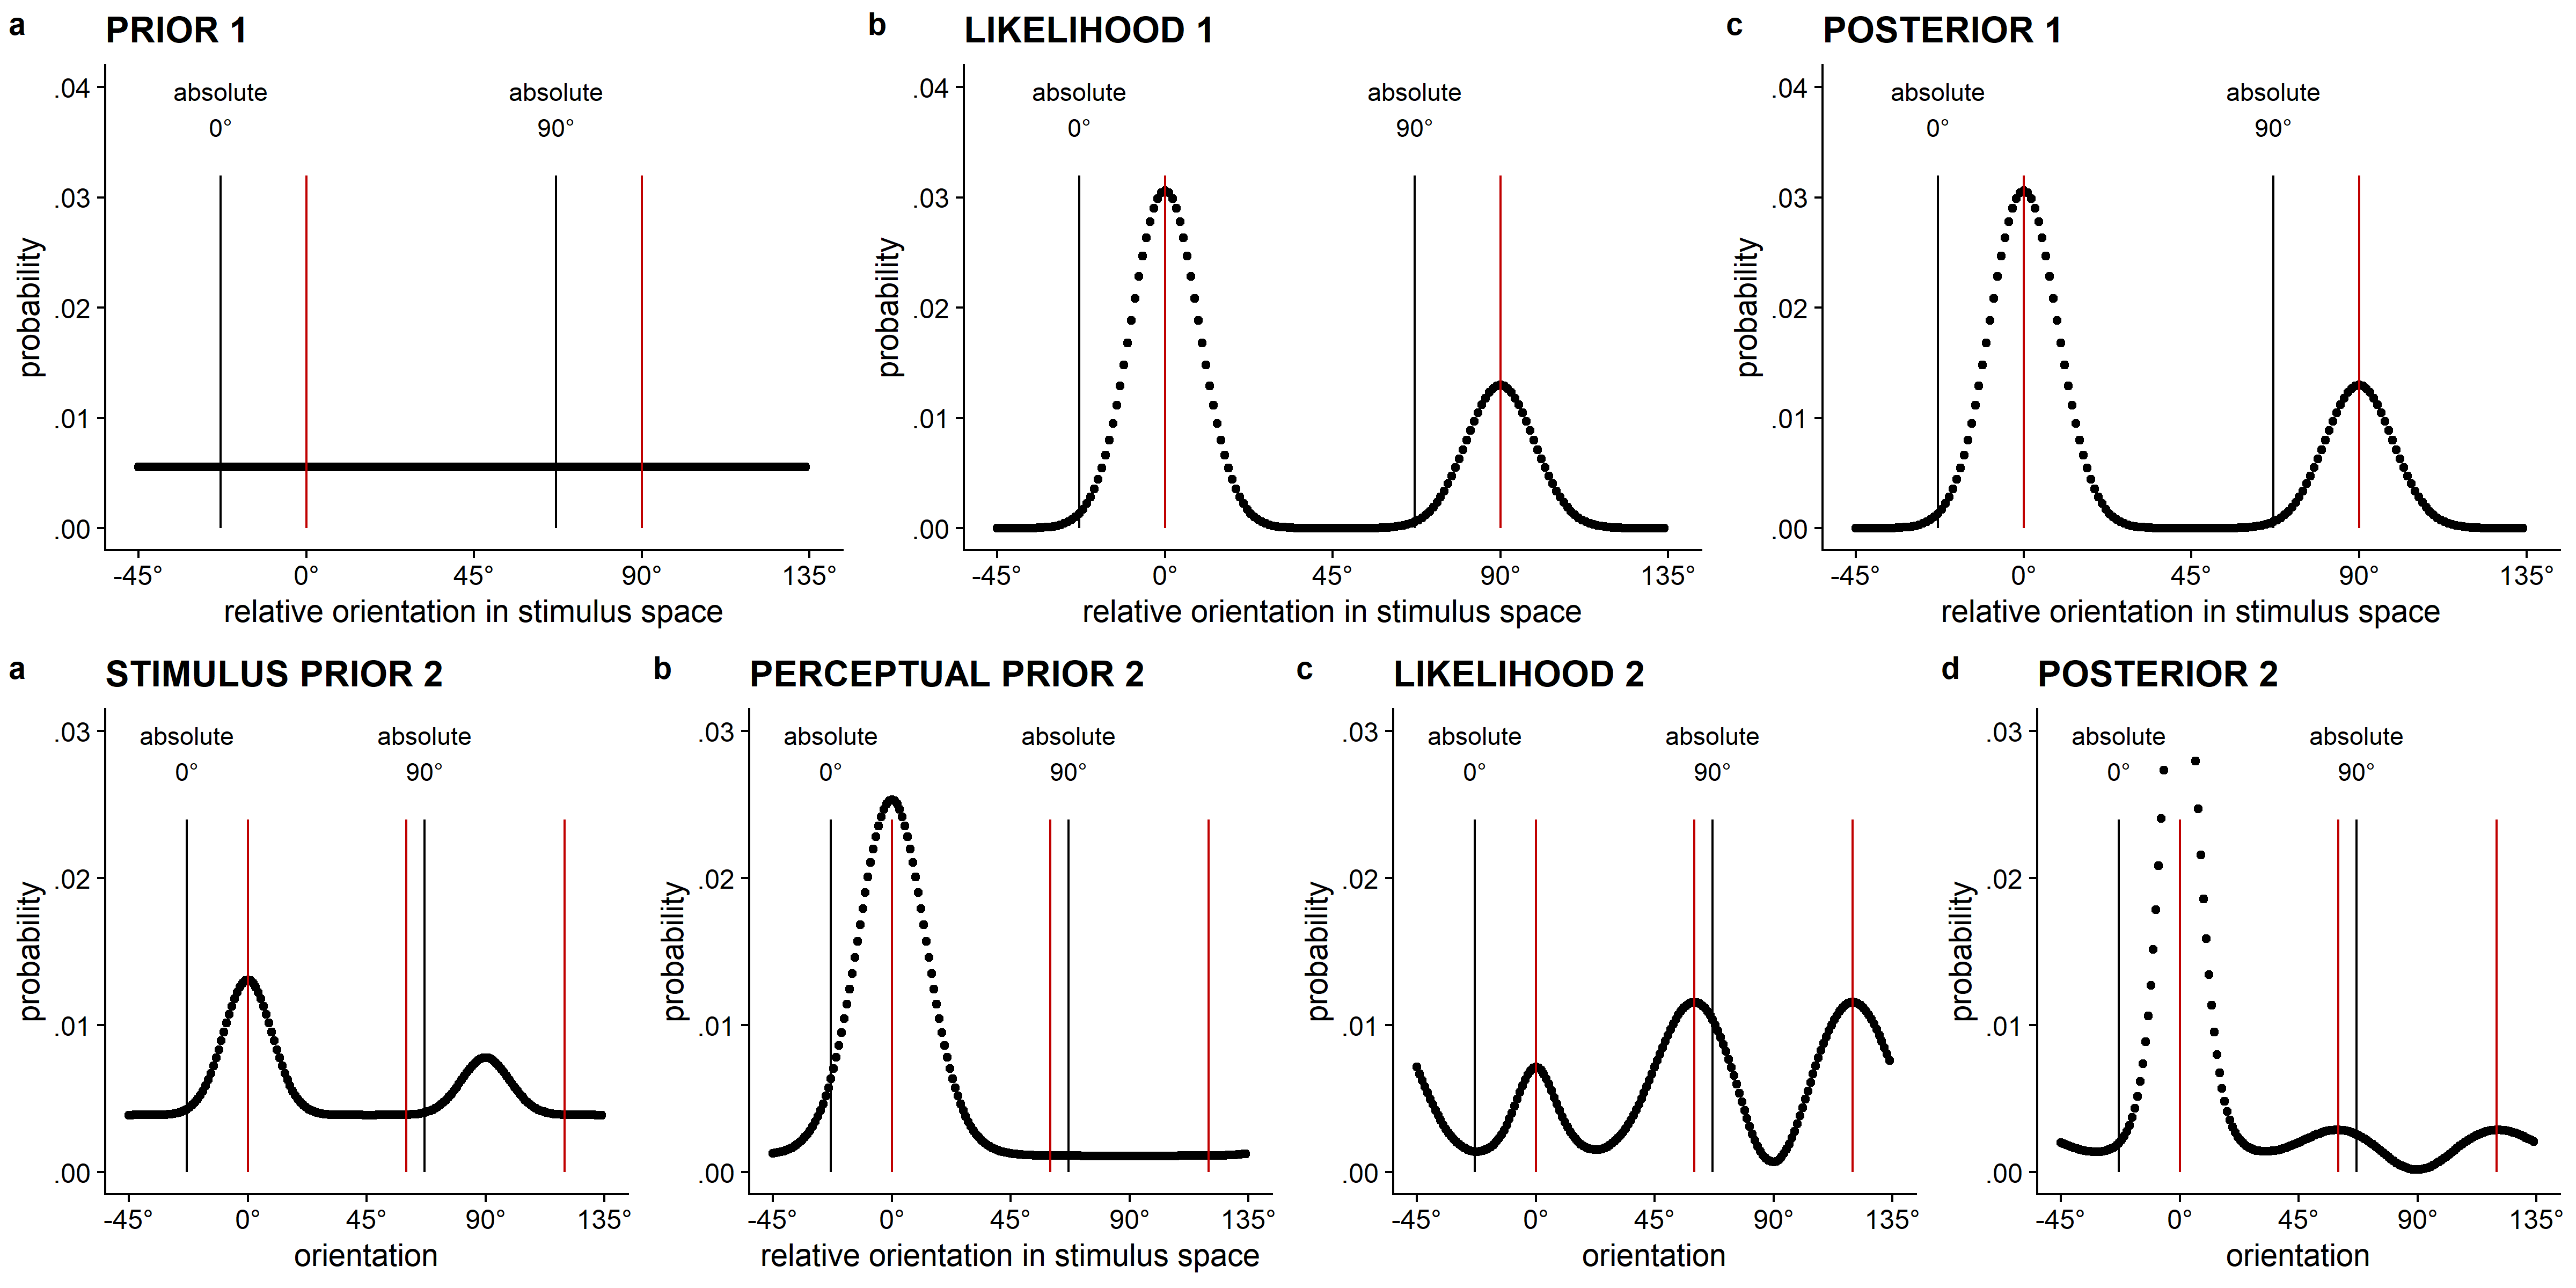 a PRIOR 1
absolute absolute
0° 90°
.04
.03
.02
.01
.00
probability
-45° 0° 45° 90° 135°
relative orientation in stimulus space
b LIKELIHOOD 1
absolute absolute
0° 90°
.04
.03
.02
.01
.00
probability
-45° 0° 45° 90° 135°
relative orientation in stimulus space
c POSTERIOR 1
absolute absolute
0° 90°
.04
.03
.02
.01
.00
probability
-45° 0° 45° 90° 135°
relative orientation in stimulus space
a STIMULUS PRIOR 2
absolute absolute
0° 90°
.03
.02
.01
.00
probability
-45° 0° 45° 90° 135°
orientation
b PERCEPTUAL PRIOR 2
absolute absolute
0° 90°
.03
.02
.01
.00
probability
-45° 0° 45° 90° 135°
relative orientation in stimulus space
c LIKELIHOOD 2
absolute absolute
0° 90°
.03
.02
.01
.00
probability
-45° 0° 45° 90° 135°
orientation
d POSTERIOR 2
absolute absolute
0° 90°
.03
.02
.01
.00
probability
-45° 0° 45° 90° 135°
orientation